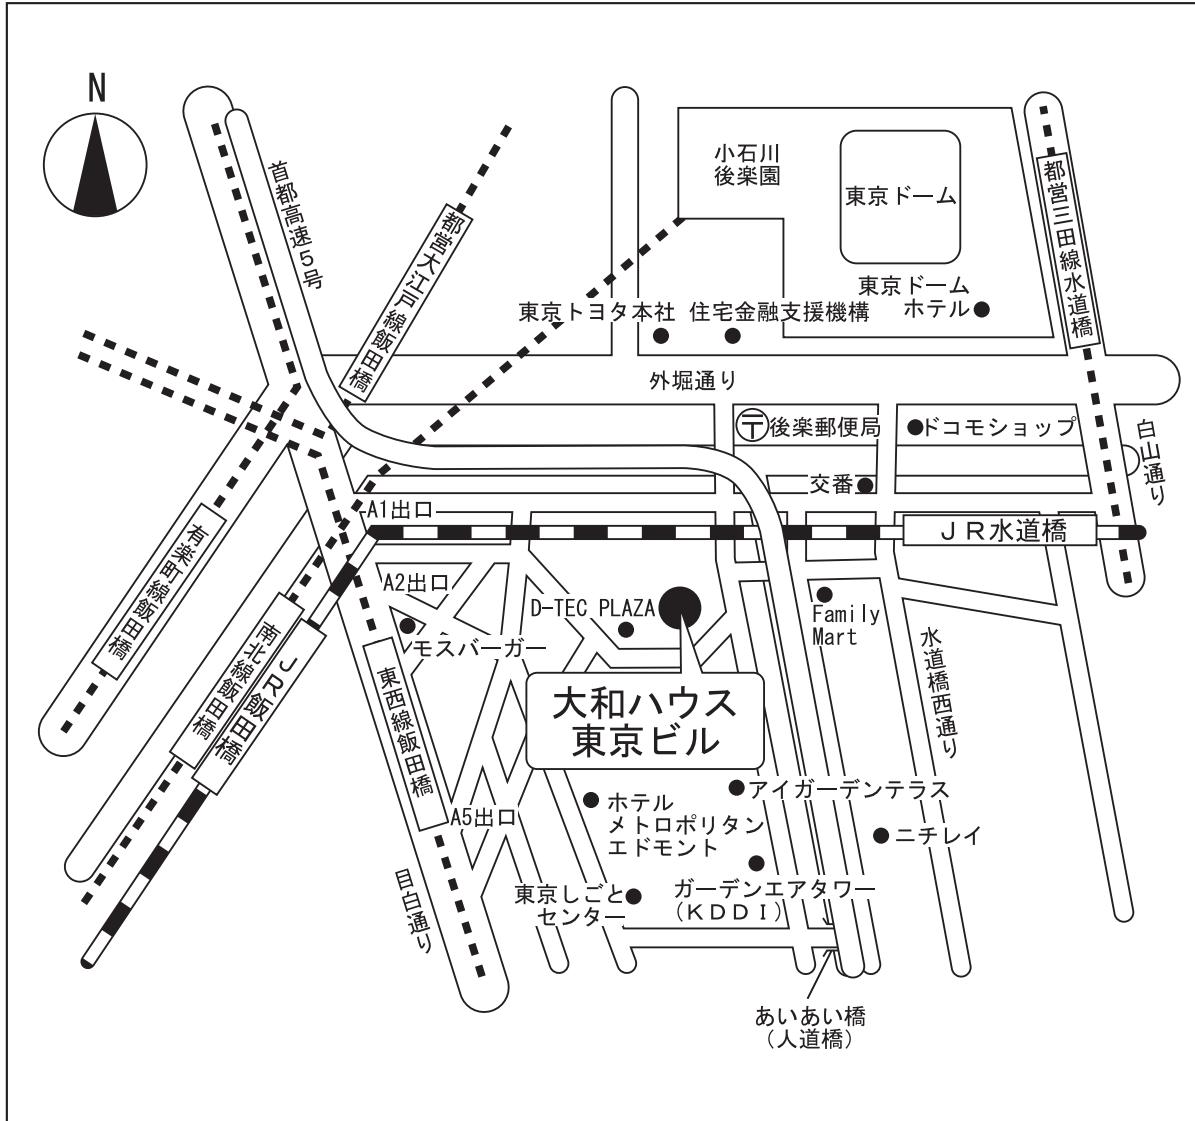 N
首都高速５号
都営大江戸線飯田橋
小石川
後楽園
東京ドーム
都営三田線水道橋
東京ドーム
ホテル
東京トヨタ本社
住宅金融支援機構
外堀通り
〒後楽郵便局
ドコモショップ
白山通り
交番
A1出口
ＪＲ水道橋
有楽町線飯田橋
南北線飯田橋
ＪＲ飯田橋
A2出口
モスバーガー
D-TEC PLAZA
Family
Mart
水道橋西通り
東西線飯田橋
大和ハウス
東京ビル
アイガーデンテラス
A5出口
ホテル
メトロポリタン
エドモント
ニチレイ
目白通り
東京しごと
センター
ガーデンエアタワー
（ＫＤＤＩ）
あいあい橋
（人道橋）